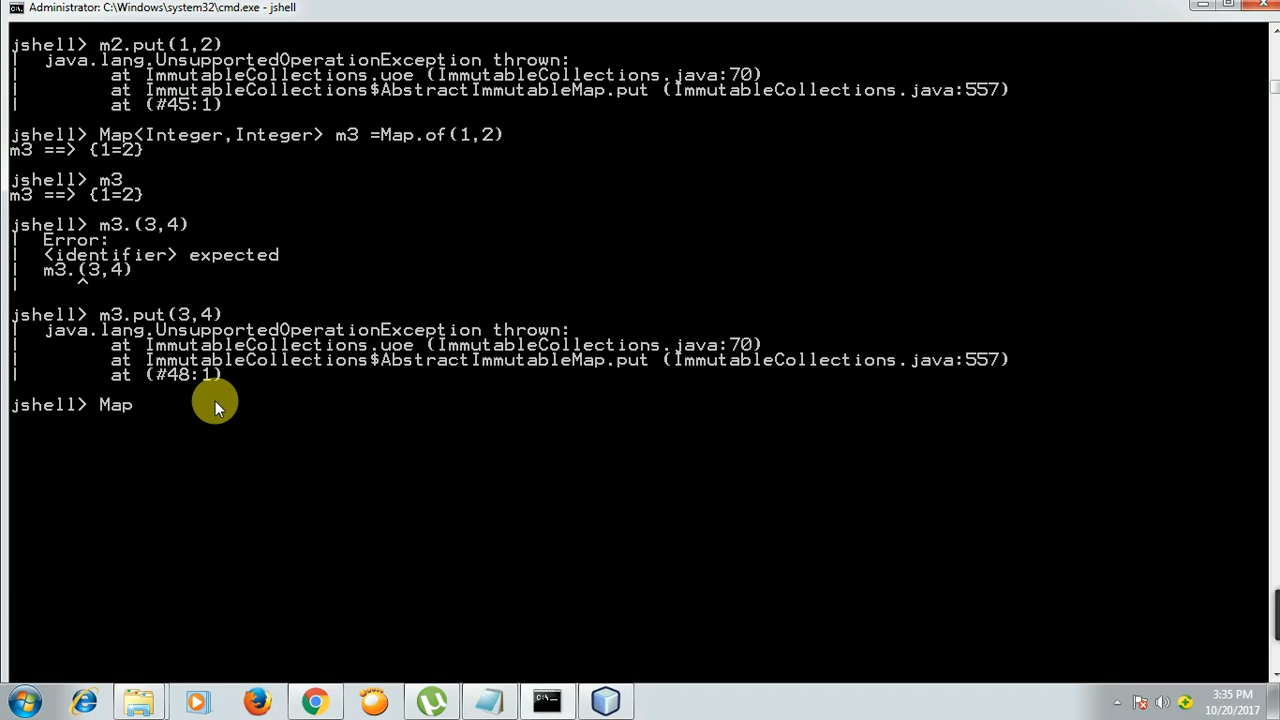 Administrator: C:\Windows\system32\cmd.exe - jshell
jshell> m2.put(1,2)
|   java.lang.UnsupportedOperationException thrown:
|         at ImmutableCollections.uoe (ImmutableCollections.java:70)
|         at ImmutableCollections$AbstractImmutableMap.put (ImmutableCollections.java:557)
|         at (#45:1)
jshell> Map<Integer,Integer> m3 =Map.of(1,2)
m3 ==> {1=2}
jshell> m3
m3 ==> {1=2}
jshell> m3.(3,4)
|   Error:
|   <identifier> expected
|   m3.(3,4)
|      ^
jshell> m3.put(3,4)
|   java.lang.UnsupportedOperationException thrown:
|         at ImmutableCollections.uoe (ImmutableCollections.java:70)
|         at ImmutableCollections$AbstractImmutableMap.put (ImmutableCollections.java:557)
|         at (#48:1)
jshell> Map
3:35 PM
10/20/2017